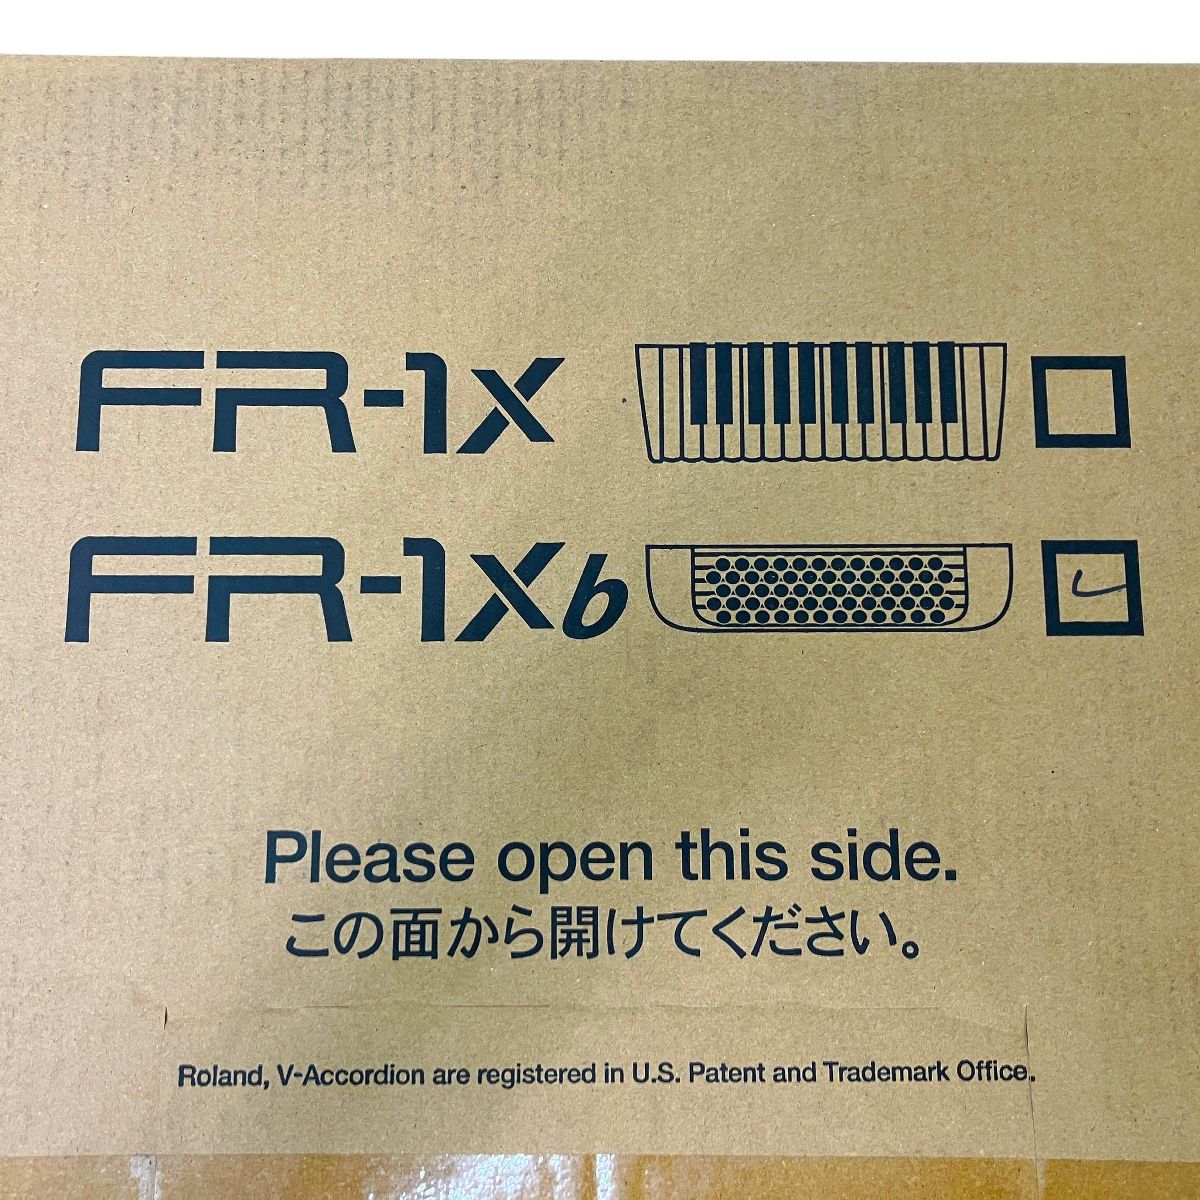 FR-1x
FR-1xb
Please open this side.
この面から開けてください。
Roland, V-Accordion are registered in U.S. Patent and Trademark Office.